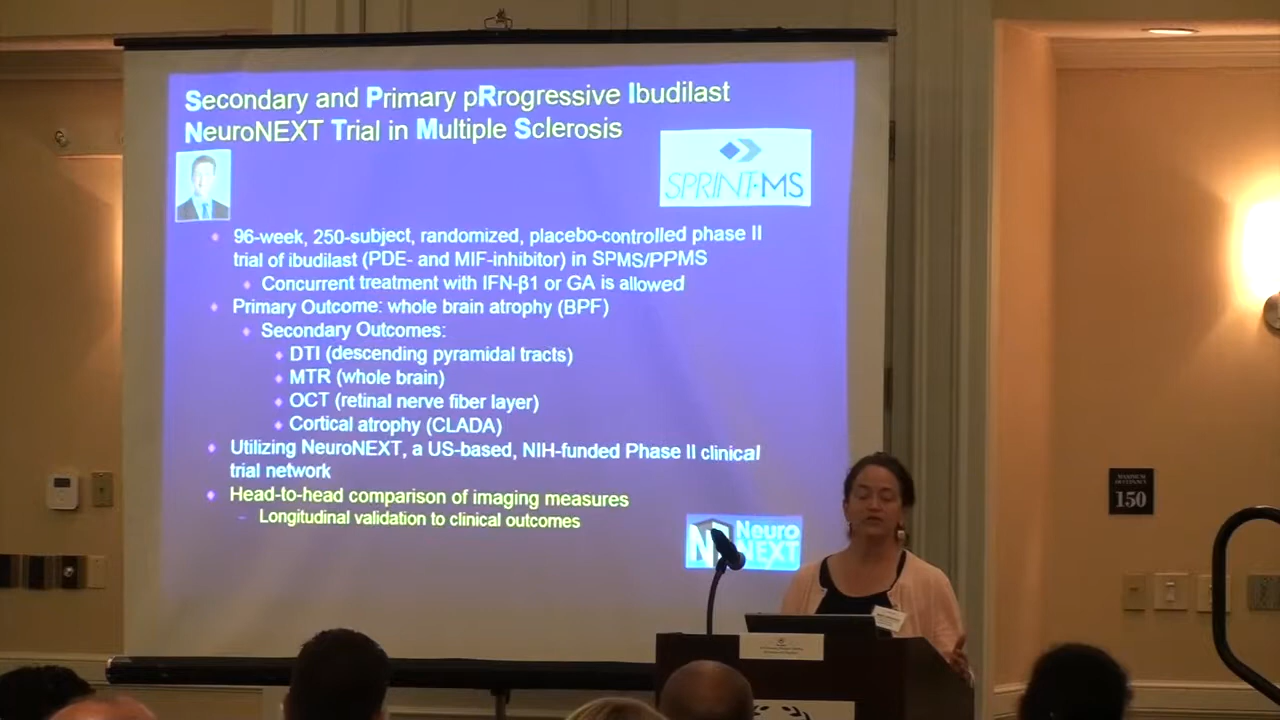 Secondary and Primary pRrogressive Ibudilast
NeuroNEXT Trial in Multiple Sclerosis
SPRINT-MS
96-week, 250-subject, randomized, placebo-controlled phase II
trial of ibudilast (PDE- and MIF-inhibitor) in SPMS/PPMS
Concurrent treatment with IFN-β1 or GA is allowed
Primary Outcome: whole brain atrophy (BPF)
Secondary Outcomes:
DTI (descending pyramidal tracts)
MTR (whole brain)
OCT (retinal nerve fiber layer)
Cortical atrophy (CLADA)
Utilizing NeuroNEXT, a US-based, NIH-funded Phase II clinical
trial network
Head-to-head comparison of imaging measures
– Longitudinal validation to clinical outcomes
Neuro
NEXT
MAXIMUM
OCCUPANCY
150